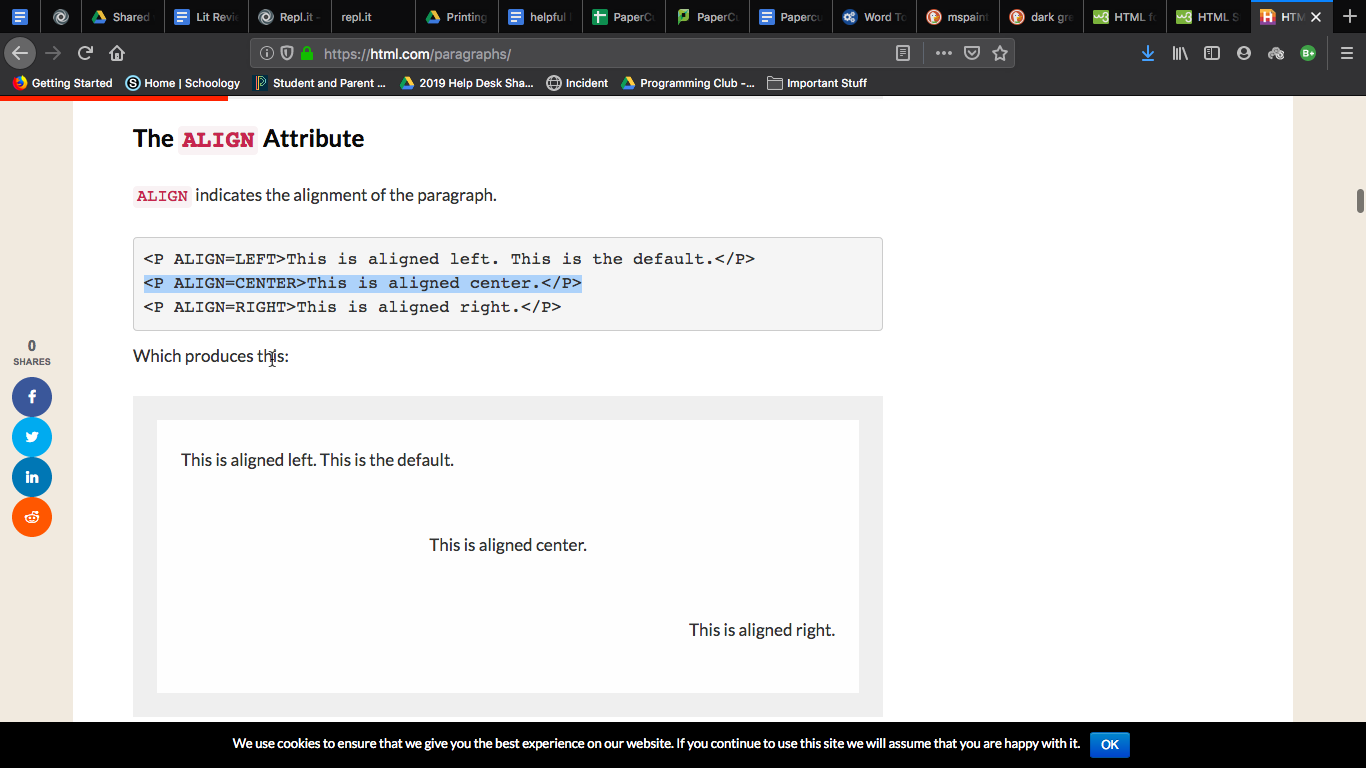 Shared
Lit Revi
Repl.it -
repl.it
Printing
helpful
PaperCu
PaperCu
Papercu
Word To
mspaint
dark gre
HTML fo
HTML S
HTM
https://html.com/paragraphs/
Getting Started
Home | Schoology
Student and Parent ...
2019 Help Desk Sha...
Incident
Programming Club -...
Important Stuff
The ALIGN Attribute
ALIGN indicates the alignment of the paragraph.
<P ALIGN=LEFT>This is aligned left. This is the default.</P>
<P ALIGN=CENTER>This is aligned center.</P>
<P ALIGN=RIGHT>This is aligned right.</P>
0
SHARES
Which produces this:
This is aligned left. This is the default.
This is aligned center.
This is aligned right.
We use cookies to ensure that we give you the best experience on our website. If you continue to use this site we will assume that you are happy with it.
OK